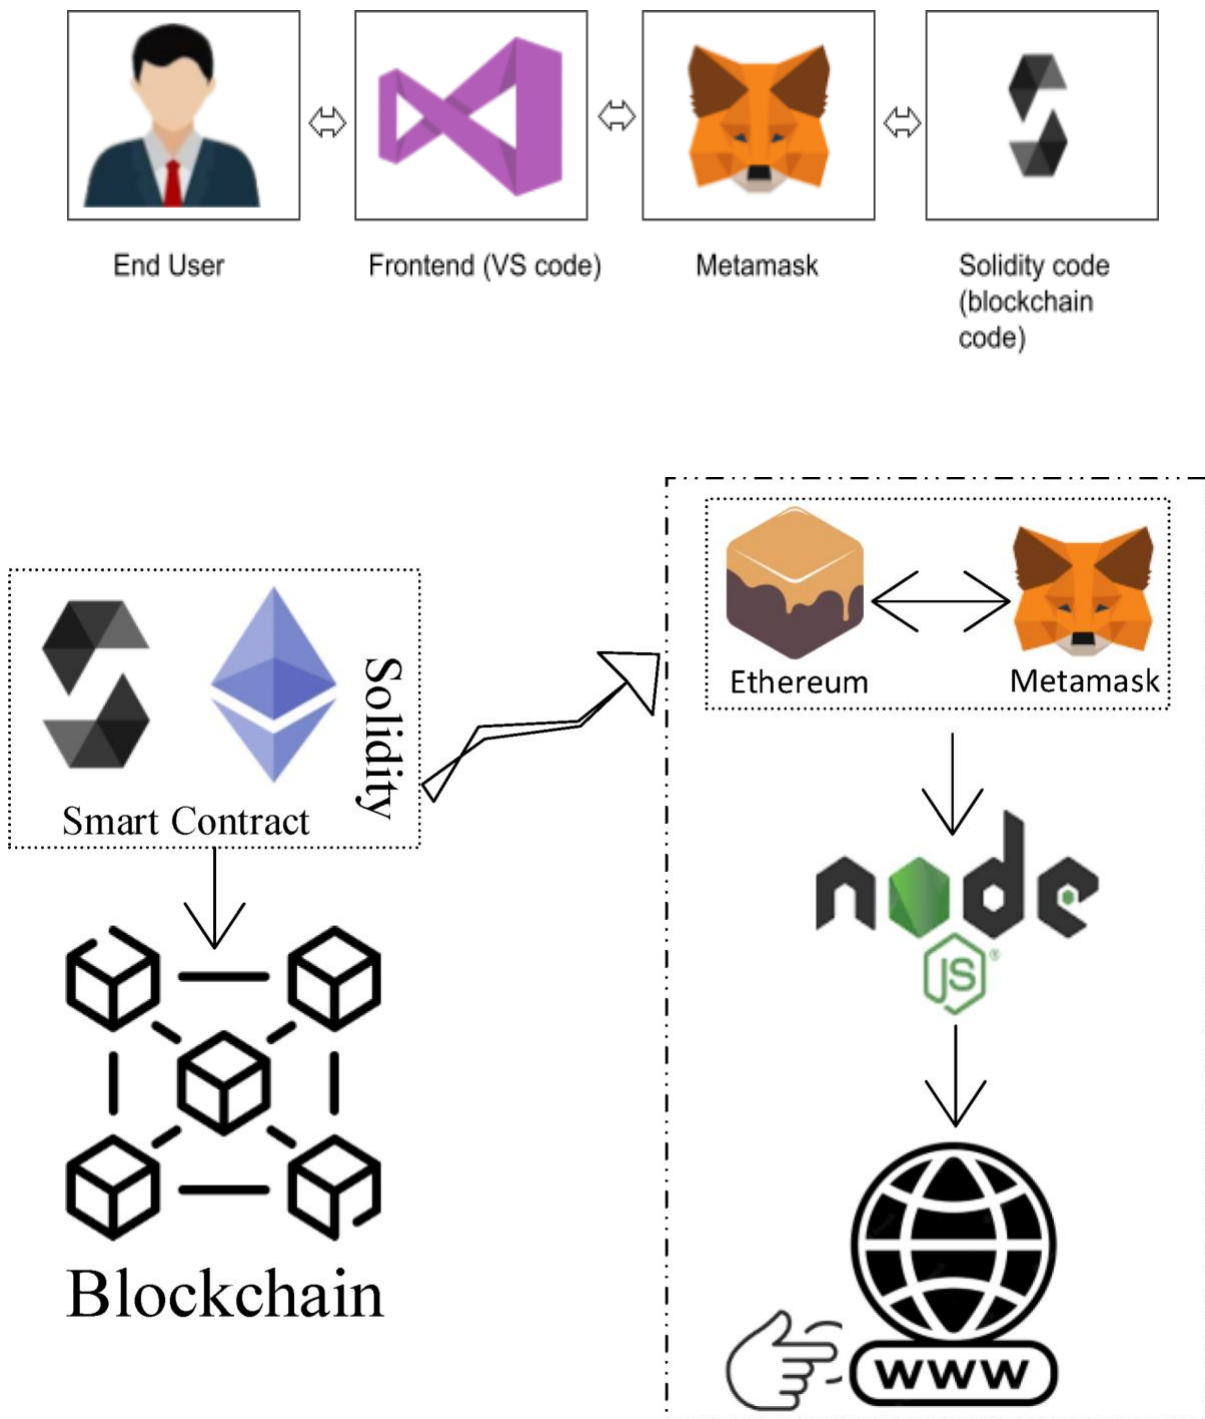 End User
Frontend (VS code)
Metamask
Solidity code
(blockchain
code)
Ethereum
Metamask
Solidity
Smart Contract
node
JS®
Blockchain
WWW